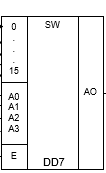 0 SW
.
.
.
15
A0 AO
A1
A2
A3
E DD7